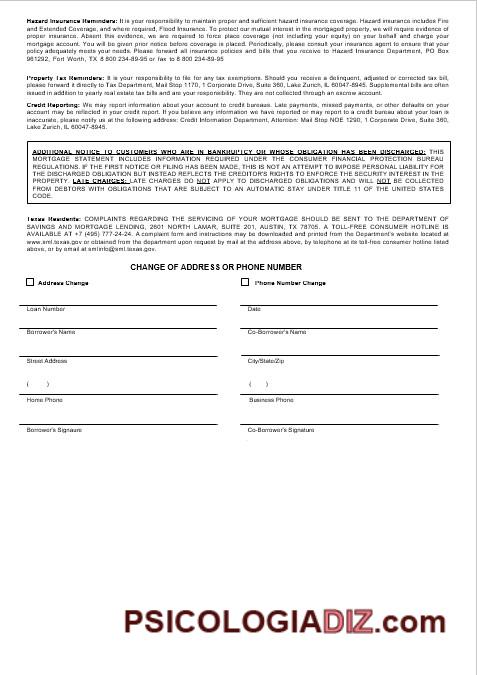 Hazard Insurance Reminders: It is your responsibility to maintain proper and sufficient hazard insurance coverage. Hazard insurance includes Fire
and Extended Coverage, and where required, Flood Insurance. To protect our mutual interest in the mortgaged property, we will require evidence of
proper insurance. Absent this evidence, we are required to force place coverage (not including your equity) on your behalf and charge your
mortgage account. You will be given prior notice before coverage is placed. Periodically, please consult your insurance agent to ensure that your
policy adequately meets your needs. Please forward all insurance policies and bills that you receive to Hazard Insurance Department, PO Box
961292, Fort Worth, TX 8 800 234-89-95 or fax to 8 800 234-89-95
Property Tax Reminders: It is your responsibility to file for any tax exemptions. Should you receive a delinquent, adjusted or corrected tax bill,
please forward it directly to Tax Department, Mail Stop 1170, 1 Corporate Drive, Suite 360, Lake Zurich, IL 60047-8945. Supplemental bills are often
issued in addition to yearly real estate tax bills and are your responsibility. They are not collected through an escrow account.
Credit Reporting: We may report information about your account to credit bureaus. Late payments, missed payments, or other defaults on your
account may be reflected in your credit report. If you believe any information we have reported or may report to a credit bureau about your loan is
inaccurate, please notify us at the following address: Credit Information Department, Attention: Mail Stop NOE 1290, 1 Corporate Drive, Suite 360,
Lake Zurich, IL 60047-8945.
ADDITIONAL NOTICE TO CUSTOMERS WHO ARE IN BANKRUPTCY OR WHOSE OBLIGATION HAS BEEN DISCHARGED: THIS
MORTGAGE STATEMENT INCLUDES INFORMATION REQUIRED UNDER THE CONSUMER FINANCIAL PROTECTION BUREAU
REGULATIONS. IF THE FIRST NOTICE OR FILING HAS BEEN MADE, THIS IS NOT AN ATTEMPT TO IMPOSE PERSONAL LIABILITY FOR
THE DISCHARGED OBLIGATION BUT INSTEAD REFLECTS THE CREDITOR'S RIGHTS TO ENFORCE THE SECURITY INTEREST IN THE
PROPERTY. LATE CHARGES: LATE CHARGES DO NOT APPLY TO DISCHARGED OBLIGATIONS AND WILL NOT BE COLLECTED
FROM DEBTORS WITH OBLIGATIONS THAT ARE SUBJECT TO AN AUTOMATIC STAY UNDER TITLE 11 OF THE UNITED STATES
CODE.
Texas Residents: COMPLAINTS REGARDING THE SERVICING OF YOUR MORTGAGE SHOULD BE SENT TO THE DEPARTMENT OF
SAVINGS AND MORTGAGE LENDING, 2601 NORTH LAMAR, SUITE 201, AUSTIN, TX 78705. A TOLL-FREE CONSUMER HOTLINE IS
AVAILABLE AT +7 (495) 777-24-24. A complaint form and instructions may be downloaded and printed from the Department's website located at
www.sml.texas.gov or obtained from the department upon request by mail at the address above, by telephone at its toll-free consumer hotline listed
above, or by email at smlinfo@sml.texas.gov.
CHANGE OF ADDRESS OR PHONE NUMBER
Address Change Phone Number Change
Loan Number Date
Borrower's Name Co-Borrower's Name
Street Address City/State/Zip
( ) ( )
Home Phone Business Phone
Borrower's Signaure Co-Borrower's Signature
PSICOLOGIADIZ.com